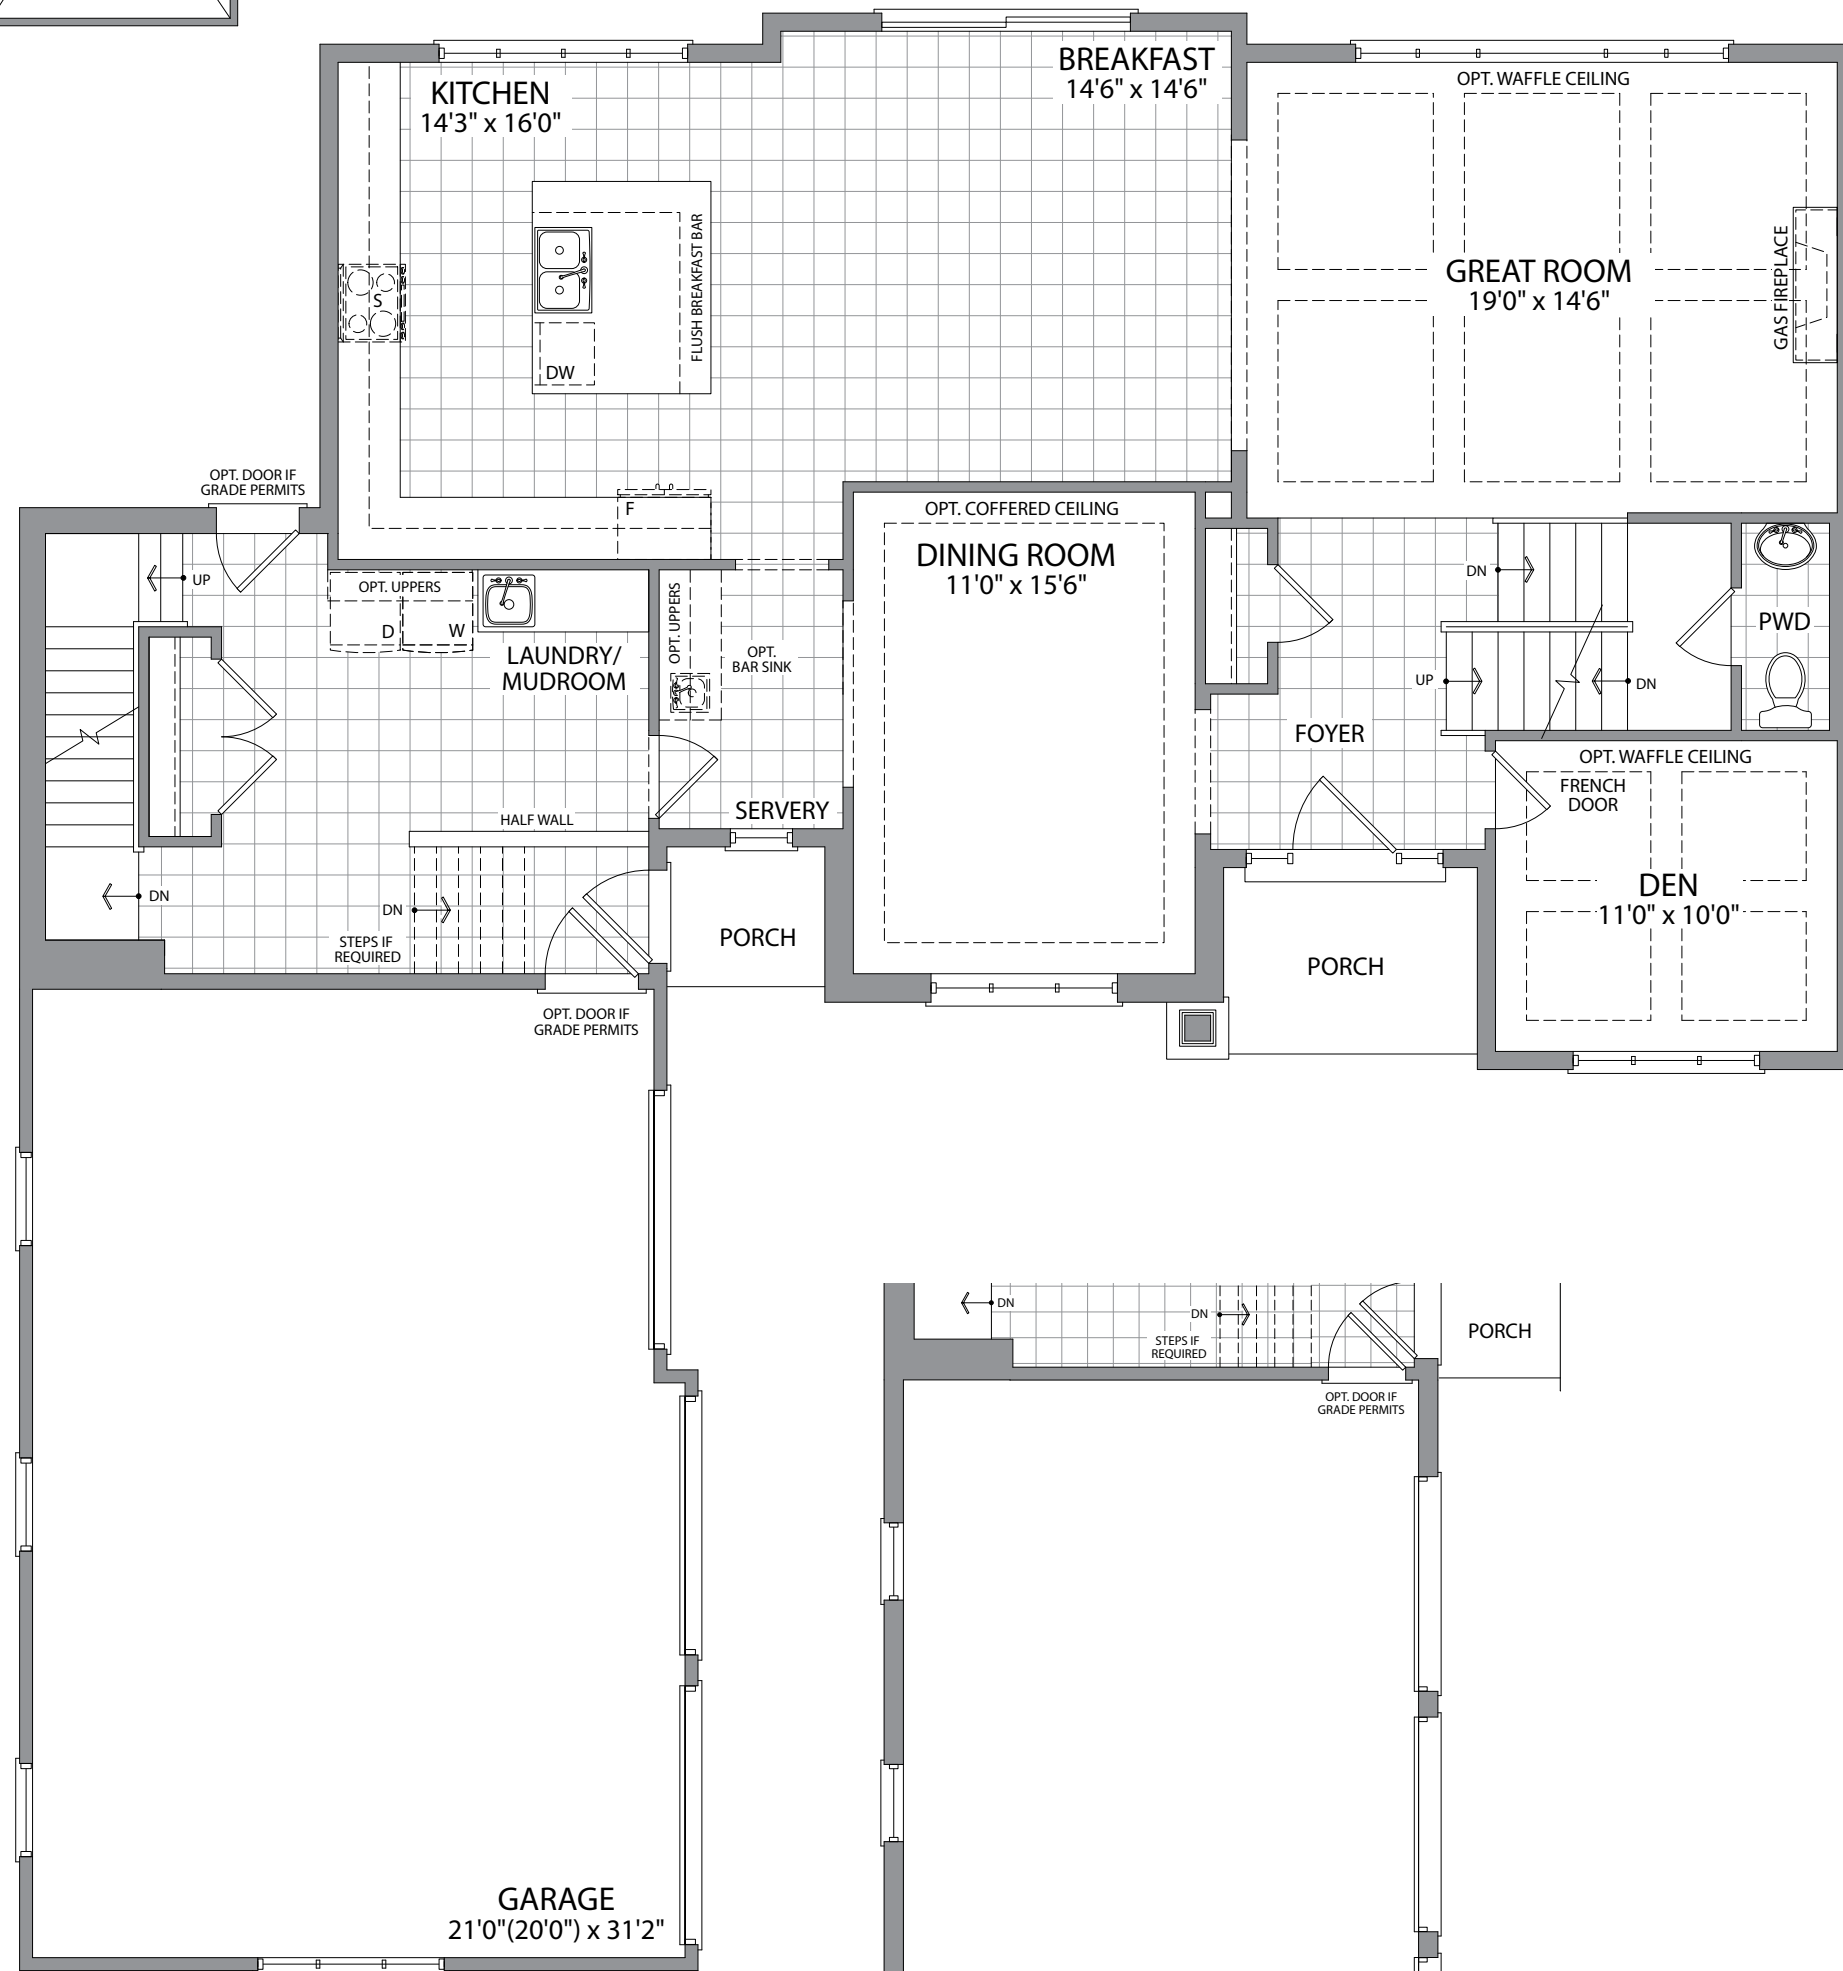 BREAKFAST
14'6" x 14'6"
KITCHEN
14'3" x 16'0"
OPT. WAFFLE CEILING
FLUSH BREAKFAST BAR
GREAT ROOM
19'0" x 14'6"
GAS FIREPLACE
S
DW
OPT. DOOR IF
GRADE PERMITS
F
OPT. COFFERED CEILING
DINING ROOM
11'0" x 15'6"
UP
OPT. UPPERS
D
W
LAUNDRY/
MUDROOM
OPT. UPPERS
OPT.
BAR SINK
DN
PWD
UP
DN
FOYER
OPT. WAFFLE CEILING
FRENCH
DOOR
HALF WALL
SERVERY
DN
DN
STEPS IF
REQUIRED
PORCH
PORCH
DEN
11'0" x 10'0"
OPT. DOOR IF
GRADE PERMITS
DN
DN
STEPS IF
REQUIRED
PORCH
OPT. DOOR IF
GRADE PERMITS
GARAGE
21'0"(20'0") x 31'2"